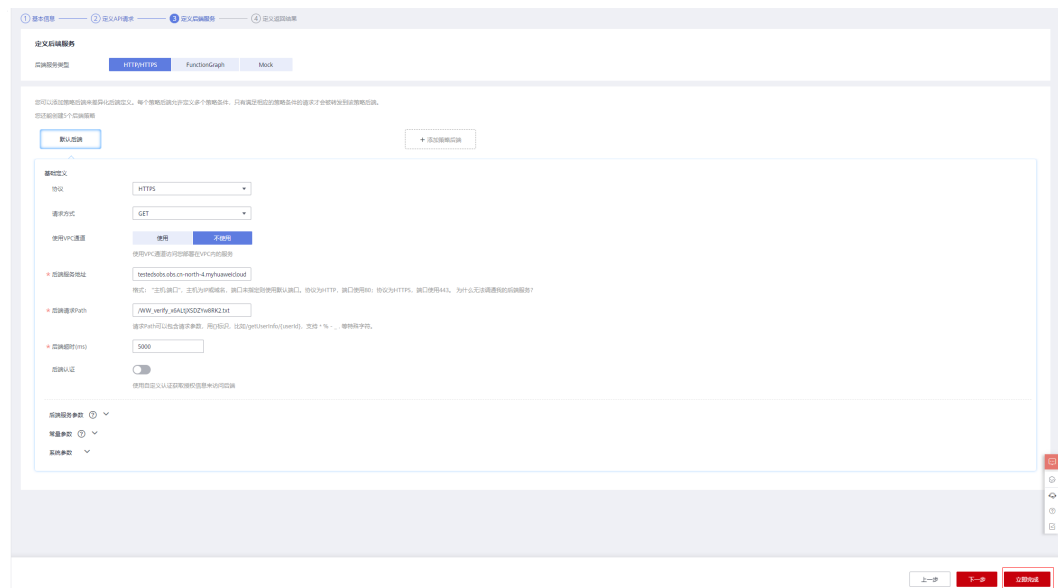 1 基本信息 2 定义API请求 3 定义后端服务 4 定义返回结果
定义后端服务
后端服务类型 HTTP/HTTPS FunctionGraph Mock
您可以添加策略后端来差异化后端定义。每个策略后端允许定义多个策略条件，只有满足相应的策略条件的请求才会被转发到该策略后端。
您还能创建5个后端策略
默认后端 + 添加策略后端
基础定义
协议 HTTPS
请求方式 GET
使用VPC通道 使用 不使用
使用VPC通道访问您部署在VPC内的服务
* 后端服务地址 testedsobs.obs.cn-north-4.myhuaweicloud
格式："主机:端口"，主机为IP或域名，端口未指定则使用默认端口。协议为HTTP，端口使用80；协议为HTTPS，端口使用443。 为什么无法调通我的后端服务？
* 后端请求Path /WW_verify_x6ALtjXSDZYw8RK2.txt
请求Path可以包含请求参数，用{}标识，比如/getUserInfo/{userId}，支持 * % - _ . 等特殊字符。
* 后端超时(ms) 5000
后端认证
使用自定义认证获取授权信息来访问后端
后端服务参数 ?
常量参数 ?
系统参数
上一步 下一步 立即完成